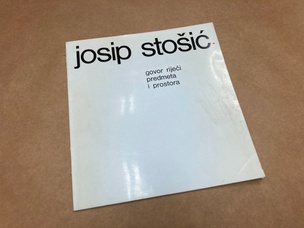 josip stošić
govor riječi
predmeta
i prostora